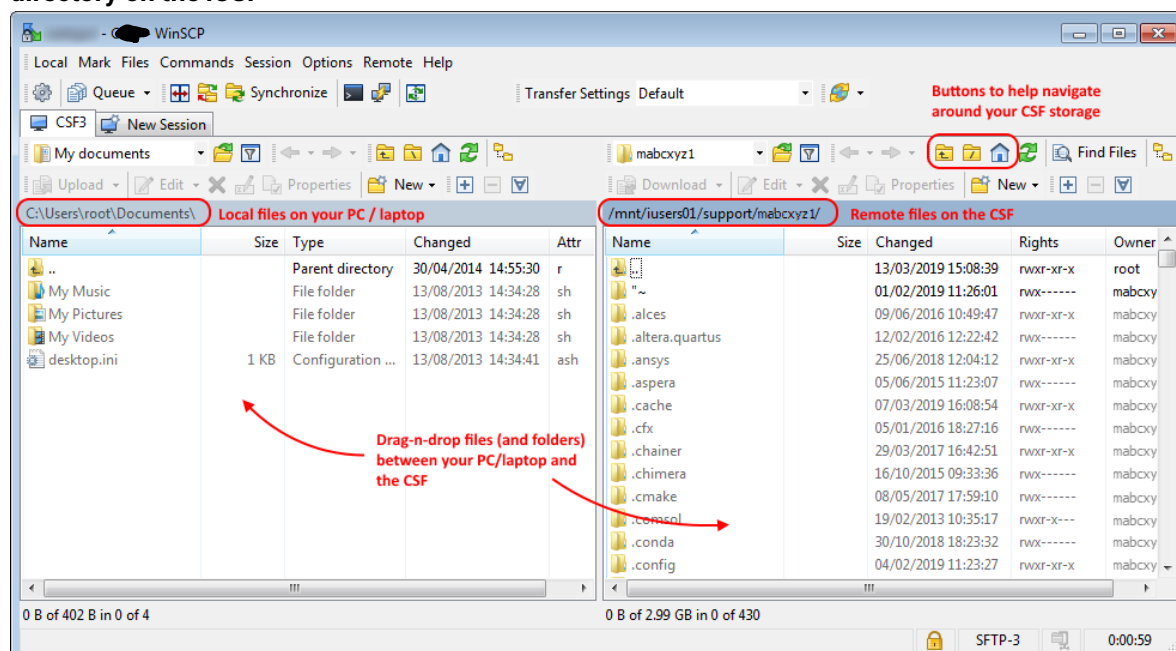 directory on the iCSF
WinSCP
Local Mark Files Commands Session Options Remote Help
Queue Synchronize Transfer Settings Default
Buttons to help navigate
around your CSF storage
CSF3 New Session
My documents mabcxyz1 Find Files
Upload Edit Properties New Download Edit Properties New
C:\Users\root\Documents\ Local files on your PC / laptop /mnt/iusers01/support/mabcxyz1/ Remote files on the CSF
Name Size Type Changed Attr Name Size Changed Rights Owner
.. Parent directory 30/04/2014 14:55:30 r .. 13/03/2019 15:08:39 rwxr-xr-x root
My Music File folder 13/08/2013 14:34:28 sh "~ 01/02/2019 11:26:01 rwx------ mabcxy
My Pictures File folder 13/08/2013 14:34:28 sh .alces 09/06/2016 10:49:47 rwxr-xr-x mabcxy
My Videos File folder 13/08/2013 14:34:28 sh .altera.quartus 12/02/2016 12:22:42 rwxr-xr-x mabcxy
desktop.ini 1 KB Configuration ... 13/08/2013 14:34:41 ash .ansys 25/06/2018 12:04:12 rwxr-xr-x mabcxy
.aspera 05/06/2015 11:23:07 rwx------ mabcxy
.cache 07/03/2019 16:08:54 rwxr-xr-x mabcxy
.cfx 05/01/2016 18:27:16 rwx------ mabcxy
Drag-n-drop files (and folders)
between your PC/laptop and
the CSF
.chainer 29/03/2017 16:42:51 rwxr-xr-x mabcxy
.chimera 16/10/2015 09:33:36 rwx------ mabcxy
.cmake 08/05/2017 17:59:10 rwx------ mabcxy
.comsol 19/02/2013 10:35:17 rwxr-x--- mabcxy
.conda 30/10/2018 18:23:32 rwx------ mabcxy
.config 04/02/2019 11:23:27 rwxr-xr-x mabcxy
0 B of 402 B in 0 of 4 0 B of 2.99 GB in 0 of 430
SFTP-3 0:00:59